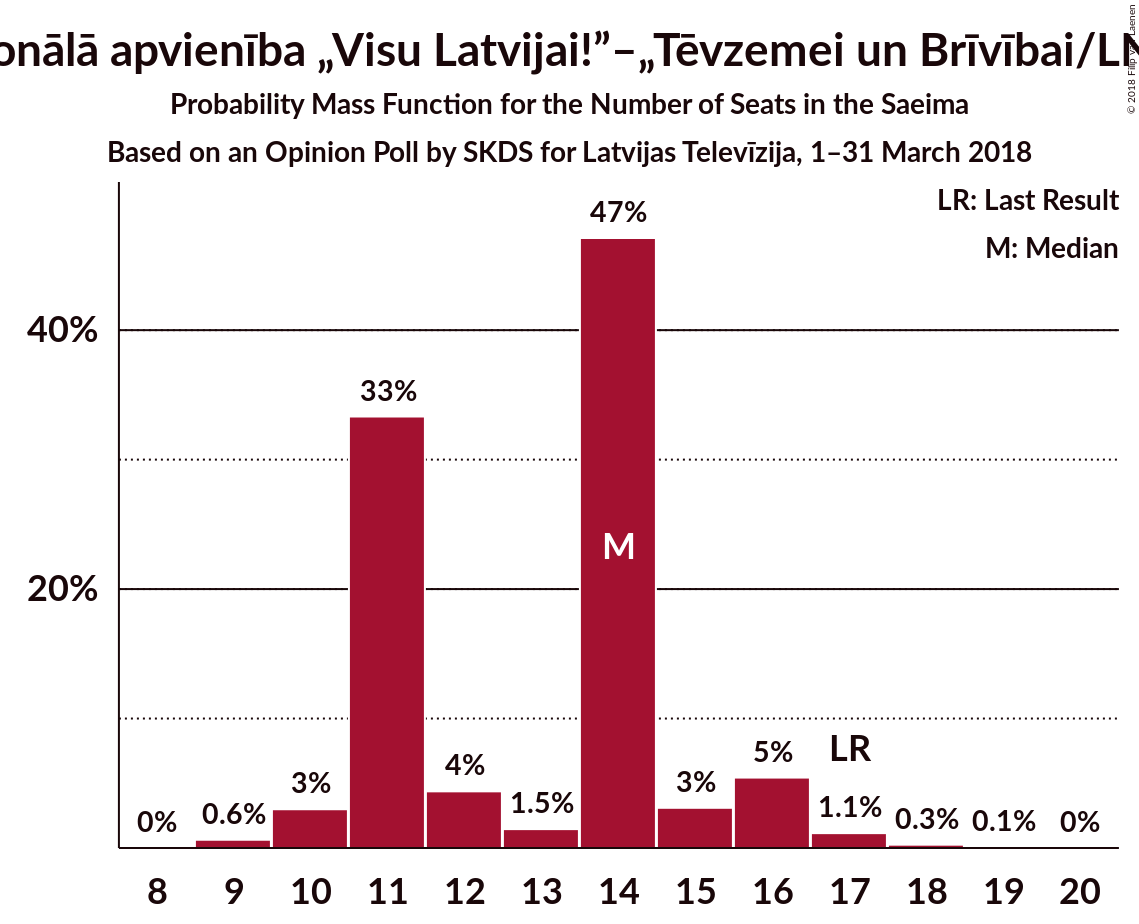 onālā apvienība „Visu Latvijai!”–„Tēvzemei un Brīvībai/LN
Probability Mass Function for the Number of Seats in the Saeima
Based on an Opinion Poll by SKDS for Latvijas Televīzija, 1–31 March 2018
© 2018 Filip van Laenen
LR: Last Result
M: Median
47%
40%
33%
M
20%
LR
5%
4%
3%
3%
1.5%
1.1%
0.6%
0.3%
0.1%
0%
0%
8 9 10 11 12 13 14 15 16 17 18 19 20